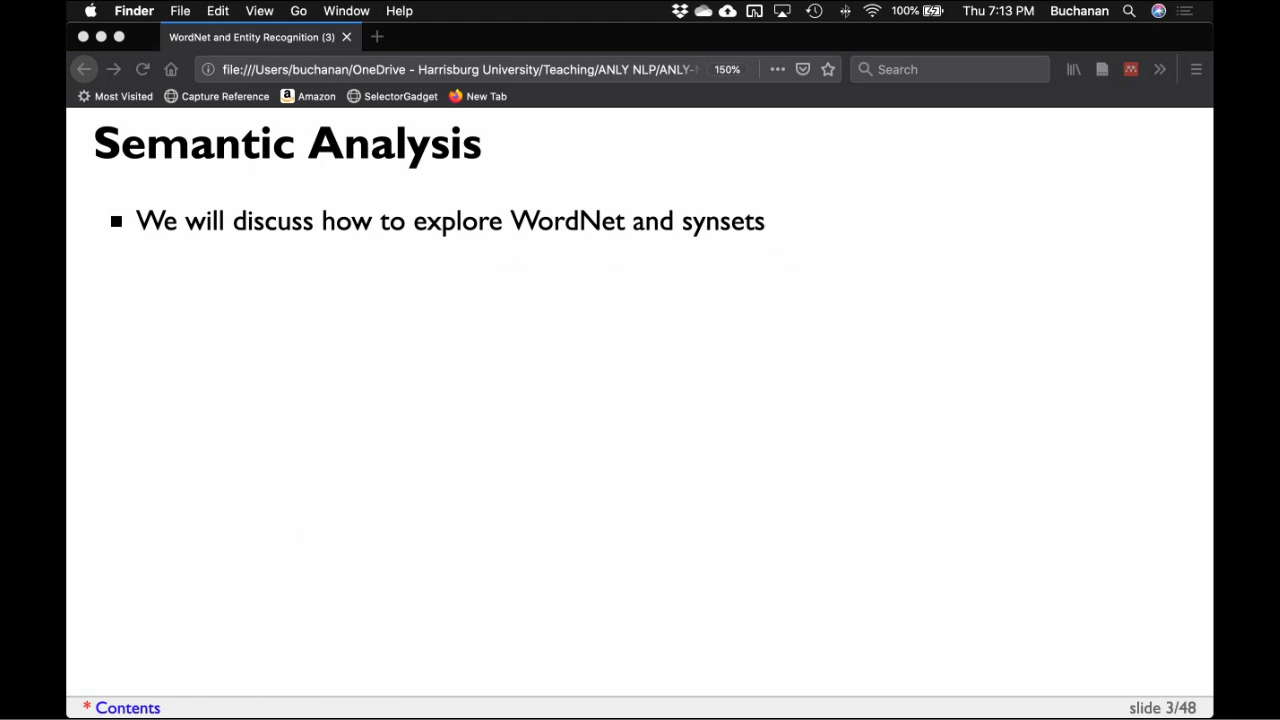 Finder File Edit View Go Window Help 100% Thu 7:13 PM Buchanan
WordNet and Entity Recognition (3)
file:///Users/buchanan/OneDrive - Harrisburg University/Teaching/ANLY NLP/ANLY- 150% Search
Most Visited Capture Reference Amazon SelectorGadget New Tab
Semantic Analysis
We will discuss how to explore WordNet and synsets
* Contents slide 3/48